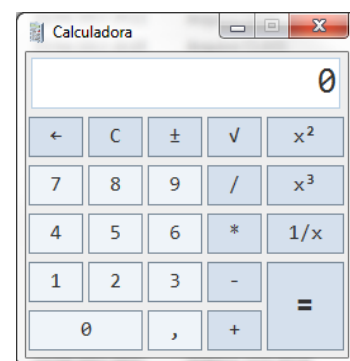 Calculadora
0
← C ± √ x²
7 8 9 / x³
4 5 6 * 1/x
1 2 3 - =
0 , +